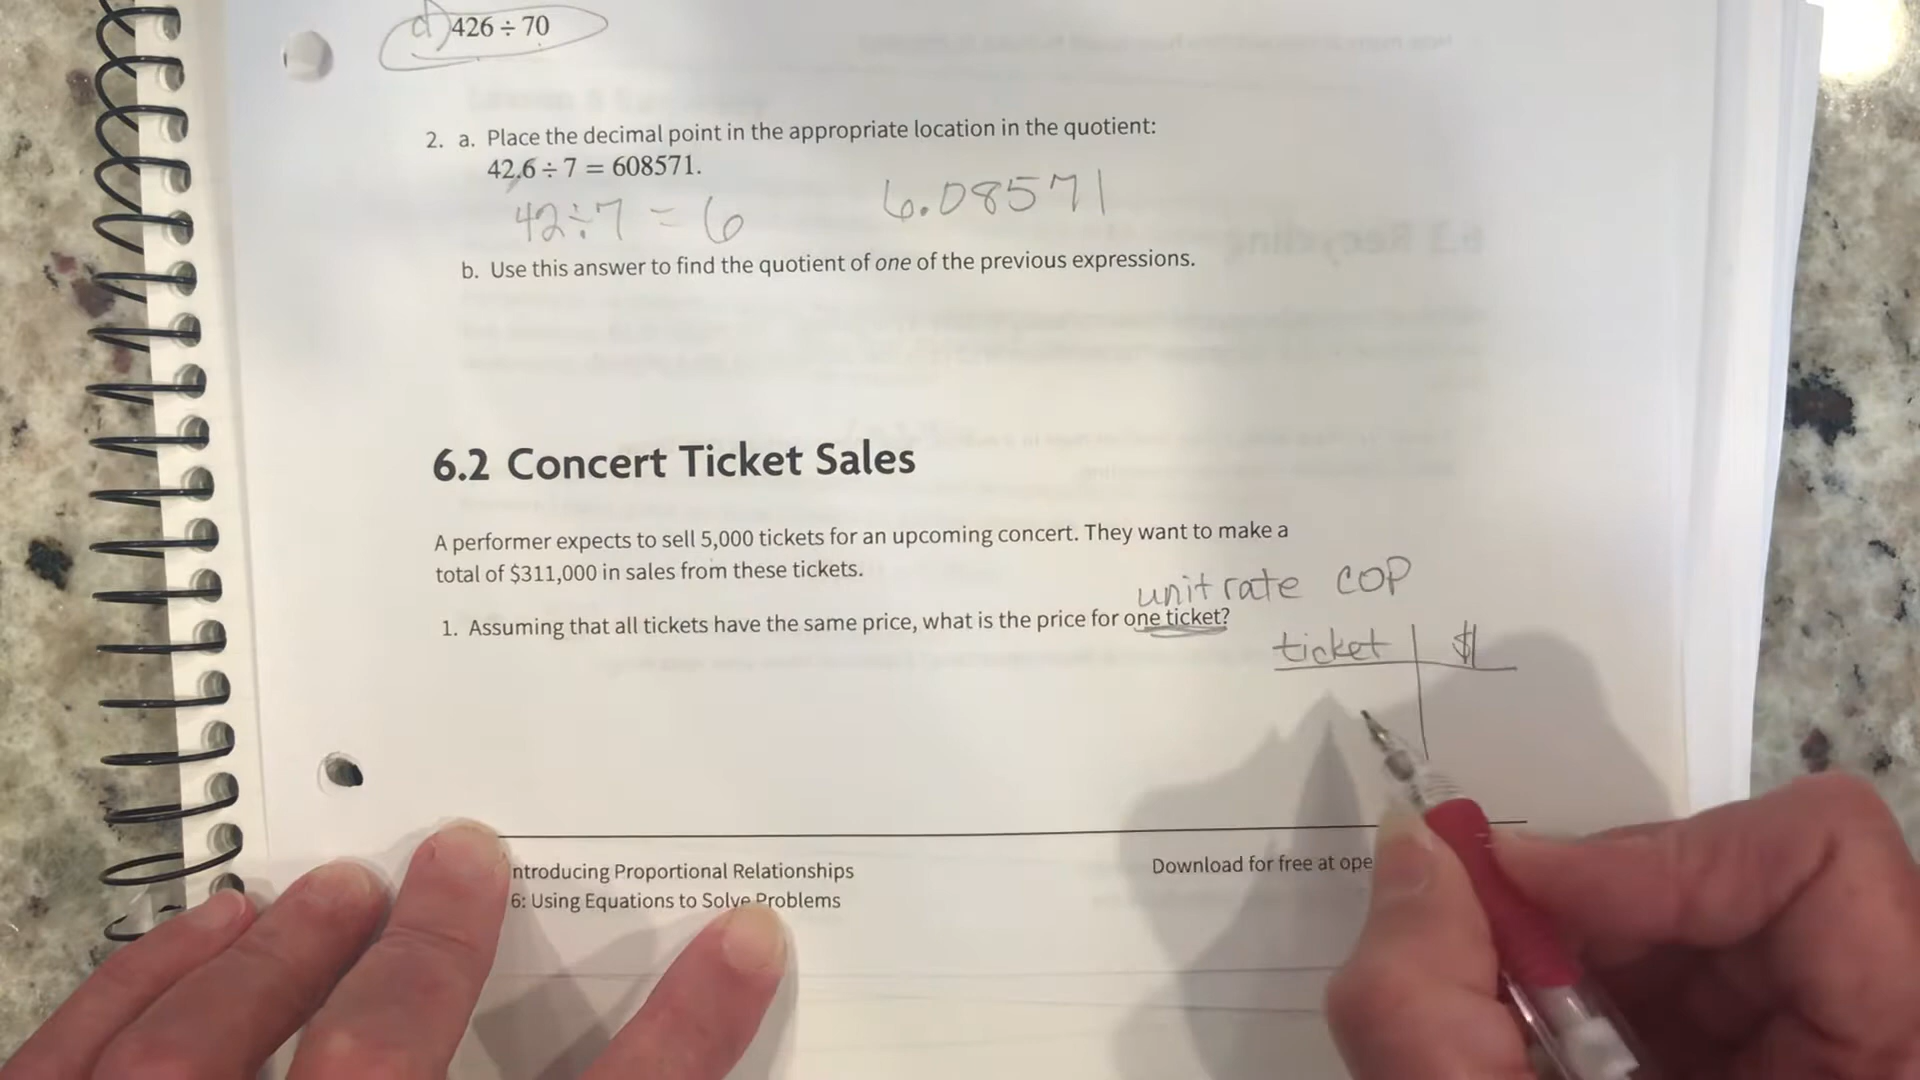 d) 426 ÷ 70
2. a. Place the decimal point in the appropriate location in the quotient:
42.6 ÷ 7 = 608571.
42 ÷ 7 = 6 6.08571
b. Use this answer to find the quotient of one of the previous expressions.
6.2 Concert Ticket Sales
A performer expects to sell 5,000 tickets for an upcoming concert. They want to make a
total of $311,000 in sales from these tickets.
unit rate COP
1. Assuming that all tickets have the same price, what is the price for one ticket?
ticket $
ntroducing Proportional Relationships
Download for free at ope
6: Using Equations to Solve Problems